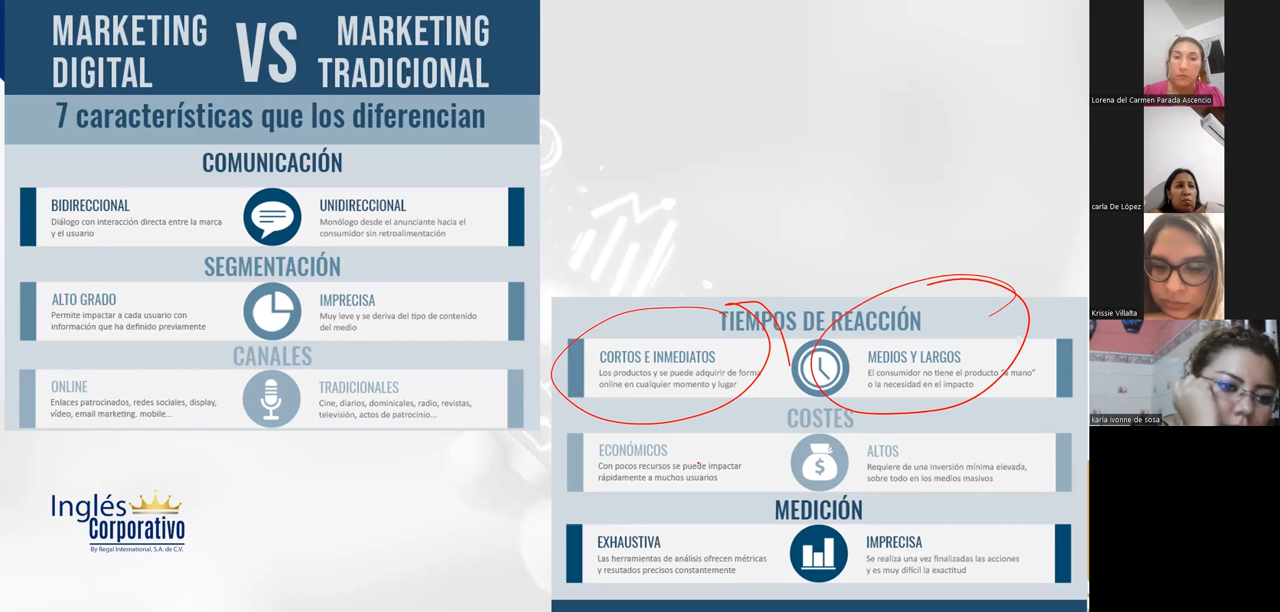 MARKETING
DIGITAL
VS
MARKETING
TRADICIONAL
7 características que los diferencian
COMUNICACIÓN
BIDIRECCIONAL
Diálogo con interacción directa entre la marca
y el usuario
UNIDIRECCIONAL
Monólogo desde el anunciante hacia el
consumidor sin retroalimentación
SEGMENTACIÓN
ALTO GRADO
Permite impactar a cada usuario con
información que ha definido previamente
IMPRECISA
Muy leve y se deriva del tipo de contenido
del medio
CANALES
ONLINE
Enlaces patrocinados, redes sociales, display,
vídeo, email marketing. mobile...
TRADICIONALES
Cine, diarios, dominicales, radio, revistas,
televisión, actos de patrocinio...
Inglés
Corporativo
By Regal International, S.A. de C.V.
TIEMPOS DE REACCIÓN
CORTOS E INMEDIATOS
Los productos y se puede adquirir de forma
online en cualquier momento y lugar
MEDIOS Y LARGOS
El consumidor no tiene el producto "a mano"
o la necesidad en el impacto
COSTES
ECONÓMICOS
Con pocos recursos se puede impactar
rápidamente a muchos usuarios
$
ALTOS
Requiere de una inversión mínima elevada,
sobre todo en los medios masivos
MEDICIÓN
EXHAUSTIVA
Las herramientas de análisis ofrecen métricas
y resutados precisos constantemente
IMPRECISA
Se realiza una vez finalizadas las acciones
y es muy difícil la exactitud
Lorena del Carmen Parada Ascencio
carla De López
Krissie Villalta
karla ivonne de sosa